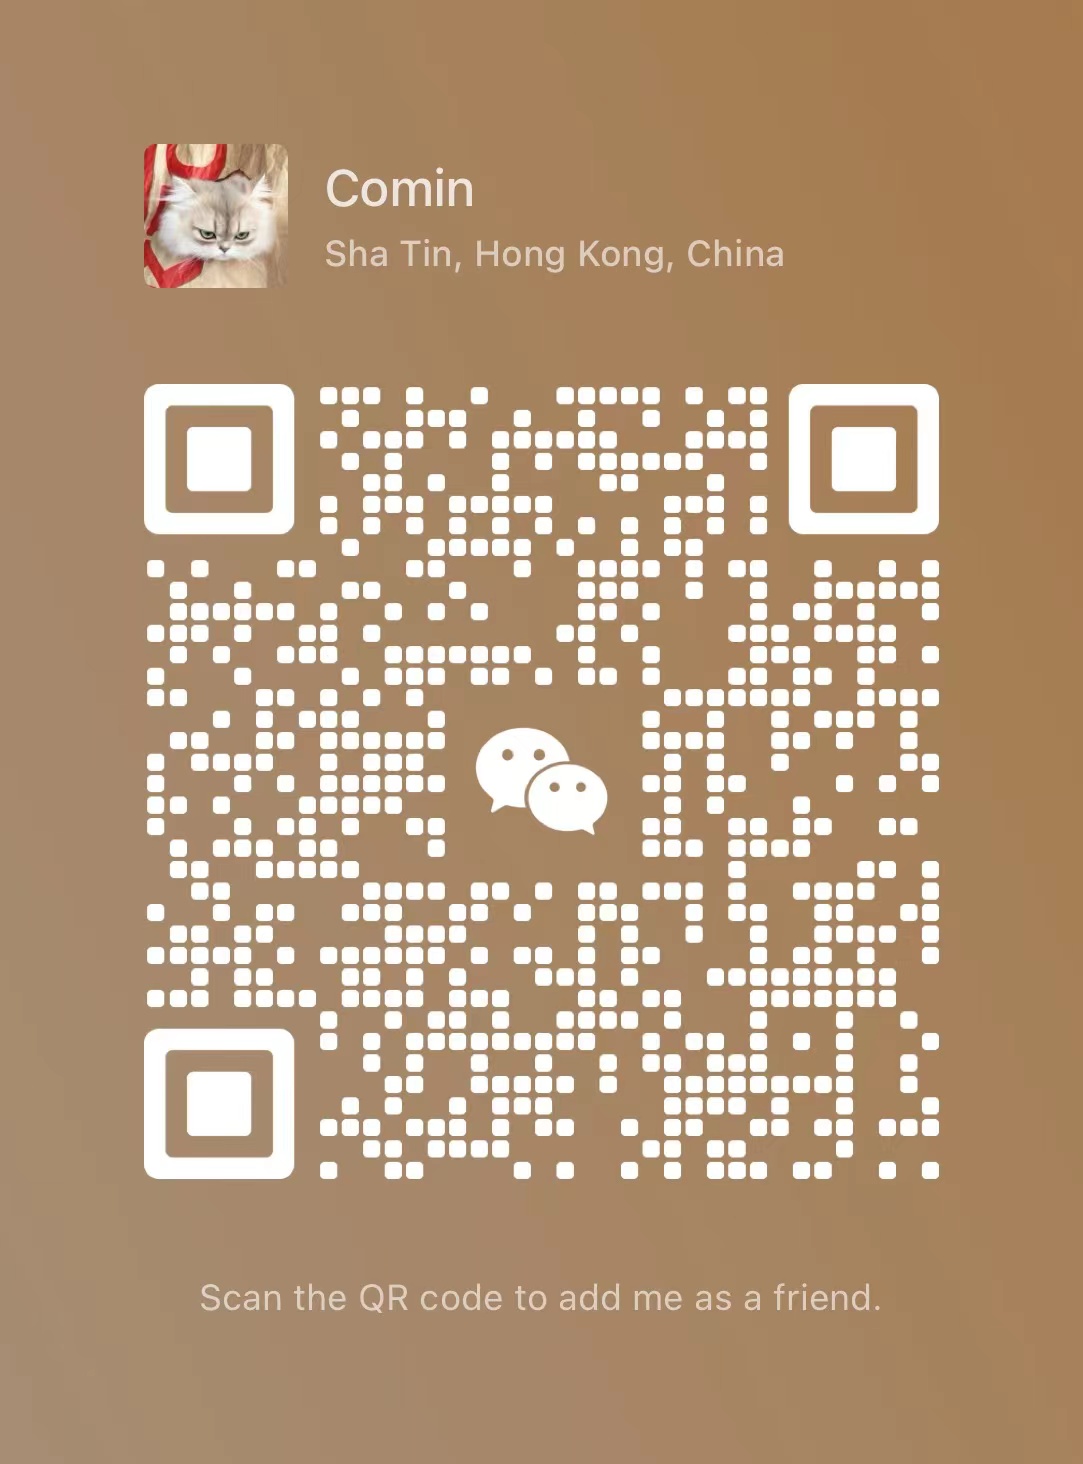 Comin
Sha Tin, Hong Kong, China
Scan the QR code to add me as a friend.